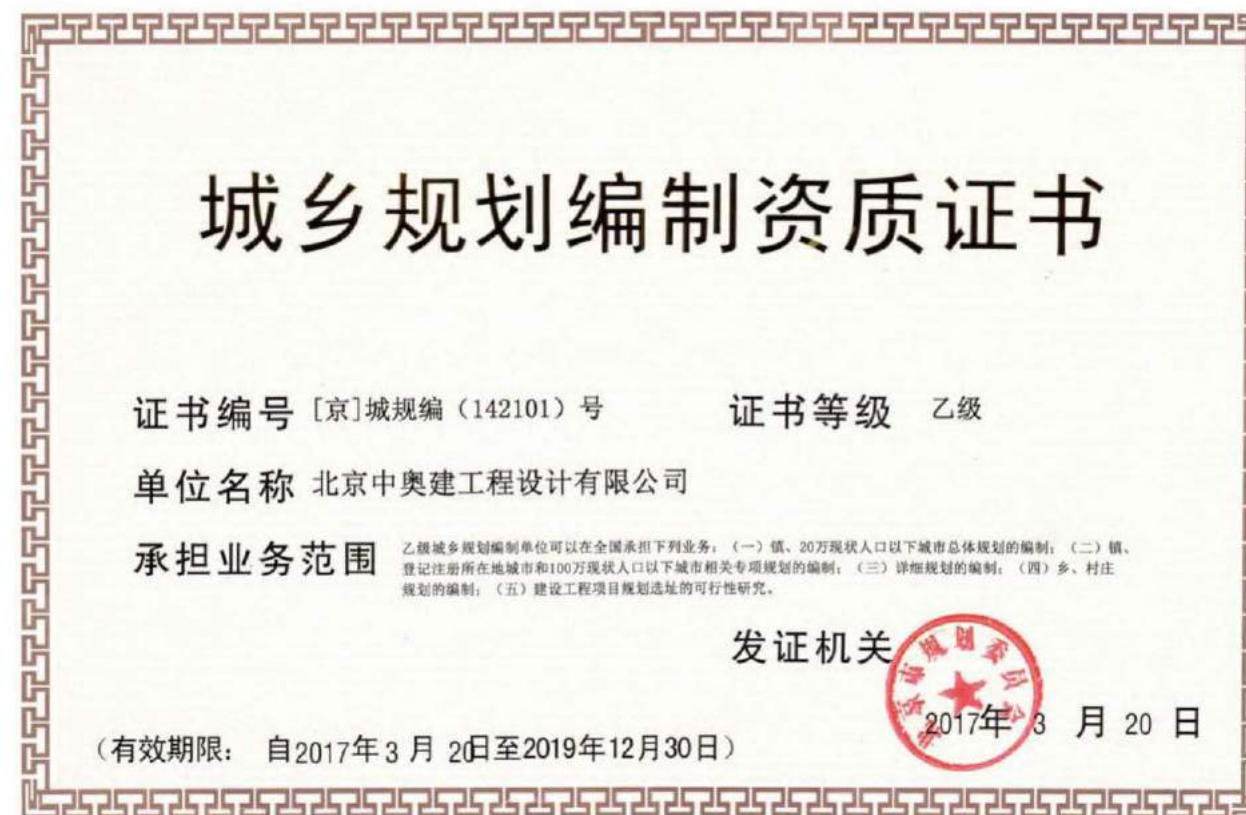 城乡规划编制资质证书
证书编号 [京]城规编（142101）号 证书等级 乙级
单位名称 北京中奥建工程设计有限公司
承担业务范围 乙级城乡规划编制单位可以在全国承担下列业务：（一）镇、20万现状人口以下城市总体规划的编制；（二）镇、
登记注册所在地城市和100万现状人口以下城市相关专项规划的编制；（三）详细规划的编制；（四）乡、村庄
规划的编制；（五）建设工程项目规划选址的可行性研究。
发证机关
北京市规划委员会
2017年 3 月 20 日
（有效期限： 自2017年3月 20日至2019年12月30日）